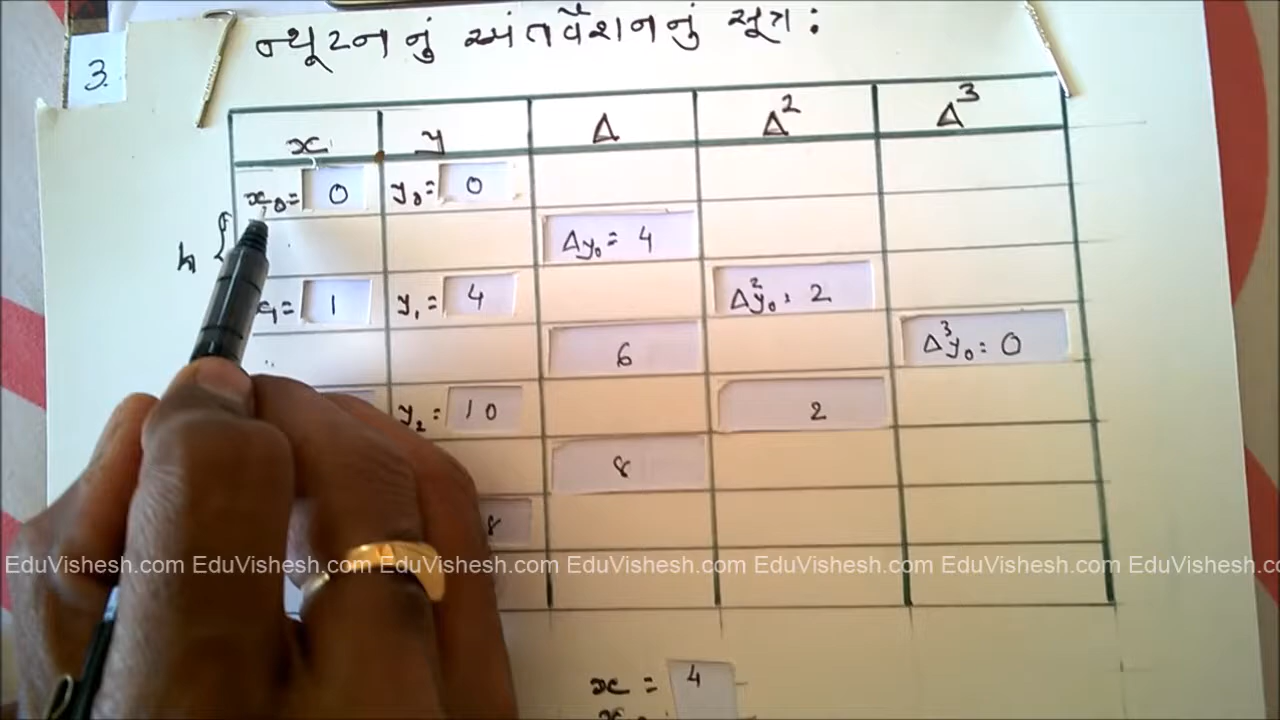 ન્યૂટનનું અંતર્વેશનનું સૂત્ર :
3.
x y Δ Δ² Δ³
x₀ = 0 y₀ = 0
h { Δy₀ = 4
= 1 y₁ = 4 Δ²y₀ = 2
6 Δ³y₀ = 0
y₂ = 10 2
8
8
EduVishesh.com EduVishesh.com EduVishesh.com EduVishesh.com EduVishesh.com EduVishesh.com EduVishesh.com
x = 4